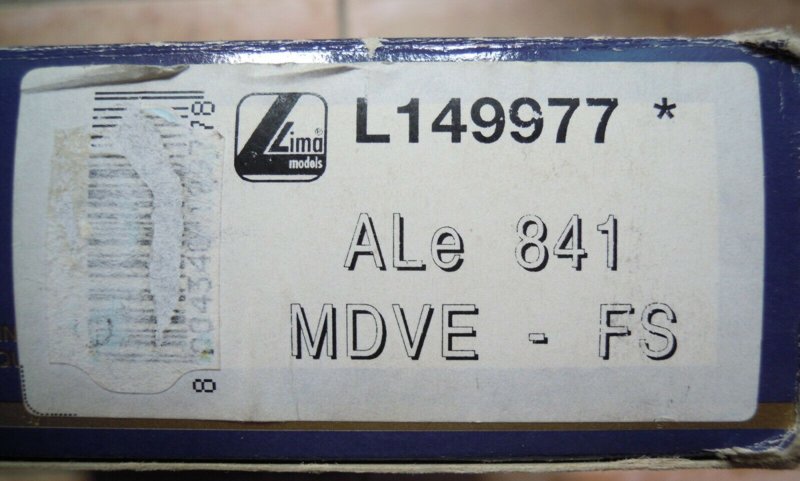 Lima®
models
L149977 *
ALe 841
MDVE - FS